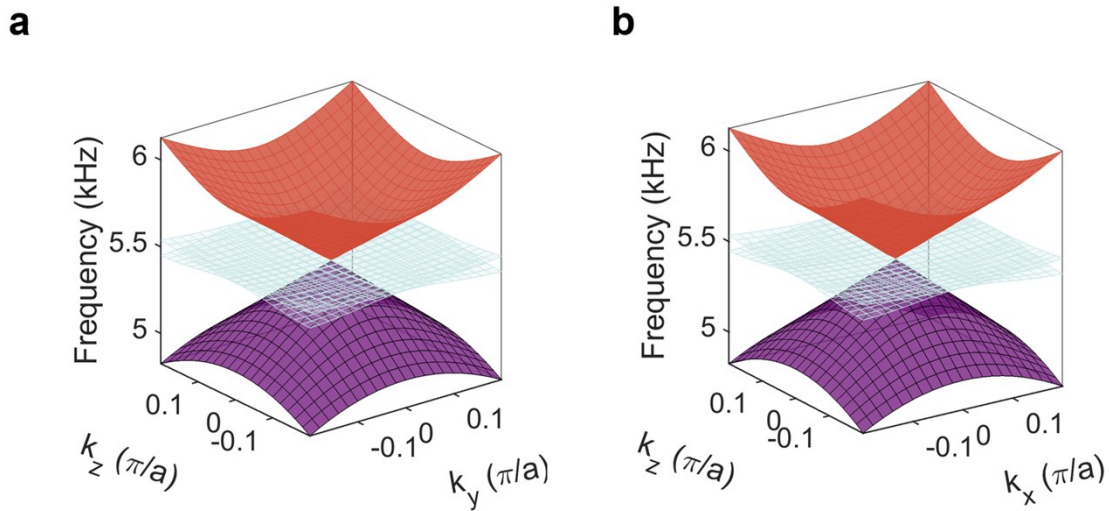 a
6
5.5
5
Frequency (kHz)
0.1
0
-0.1
k_z (π/a)
-0.1
0
0.1
k_y (π/a)
b
6
5.5
5
Frequency (kHz)
0.1
0
-0.1
k_z (π/a)
-0.1
0
0.1
k_x (π/a)